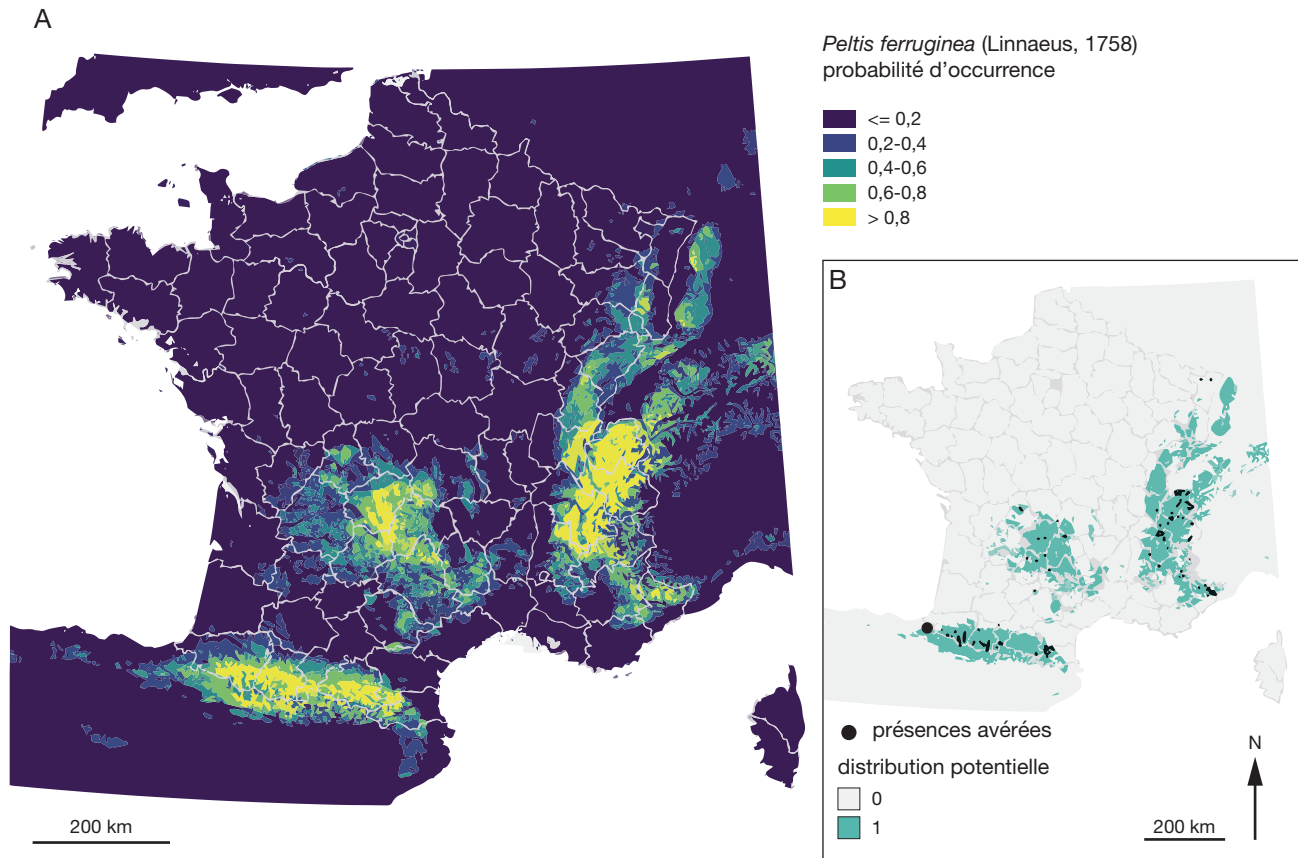 A
Peltis ferruginea (Linnaeus, 1758)
probabilité d'occurrence
<= 0,2
0,2-0,4
0,4-0,6
0,6-0,8
> 0,8
200 km
B
présences avérées
distribution potentielle
0
1
N
200 km